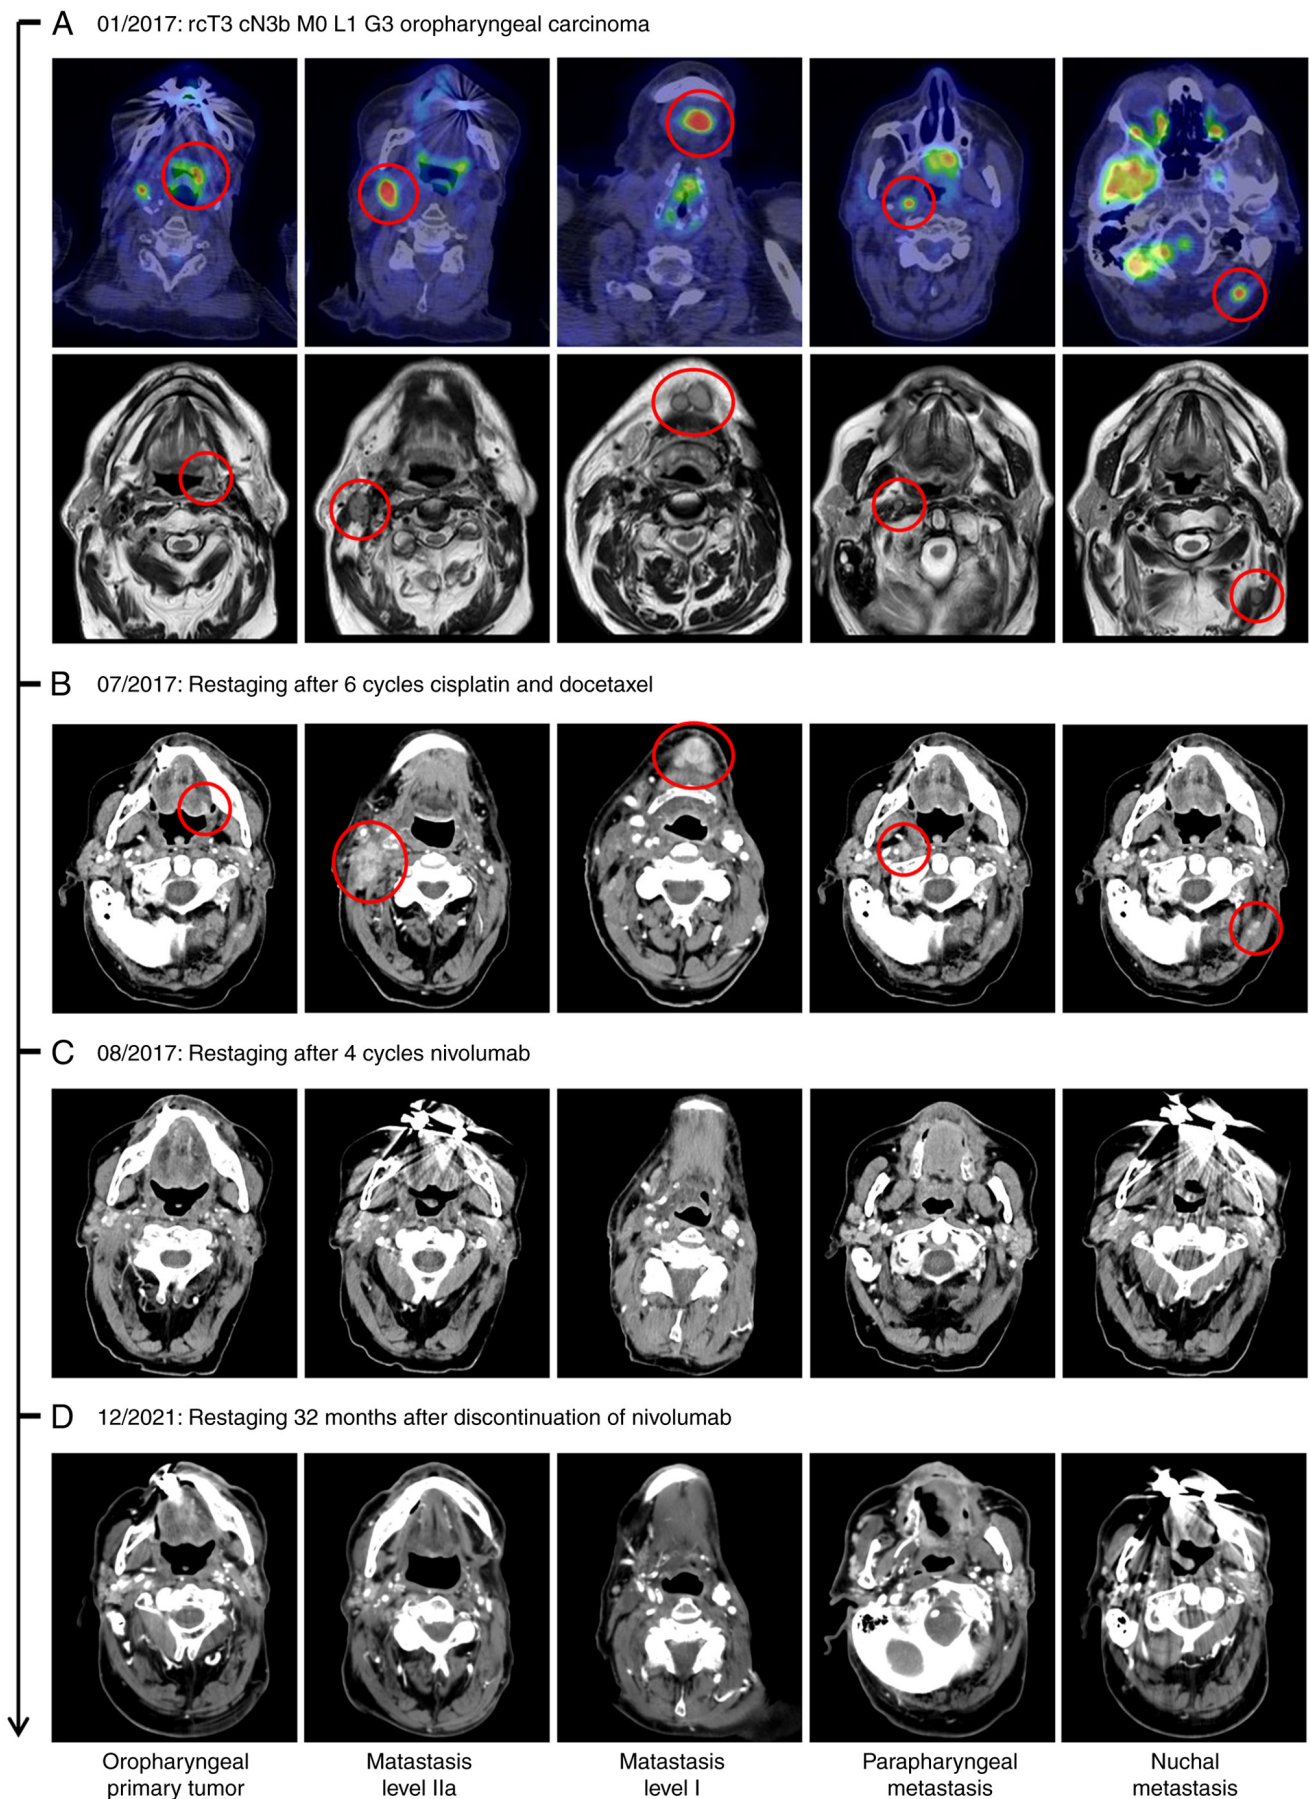 A 01/2017: rcT3 cN3b M0 L1 G3 oropharyngeal carcinoma
B 07/2017: Restaging after 6 cycles cisplatin and docetaxel
C 08/2017: Restaging after 4 cycles nivolumab
D 12/2021: Restaging 32 months after discontinuation of nivolumab
Oropharyngeal
primary tumor
Matastasis
level IIa
Matastasis
level I
Parapharyngeal
metastasis
Nuchal
metastasis